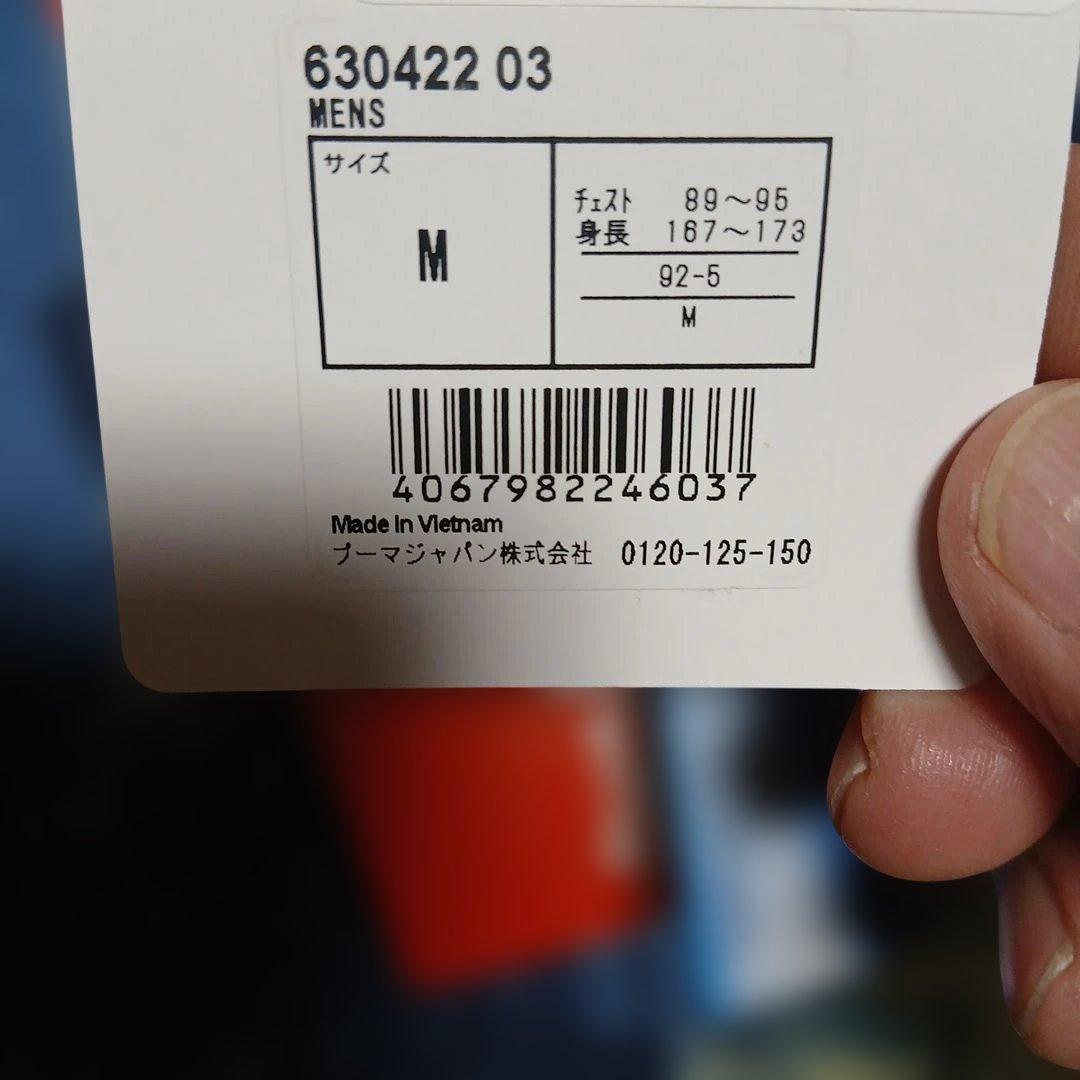 630422 03
MENS
サイズ
M
チェスト 89～95
身長 167～173
92-5
M
4067982246037
Made in Vietnam
プーマジャパン株式会社 0120-125-150